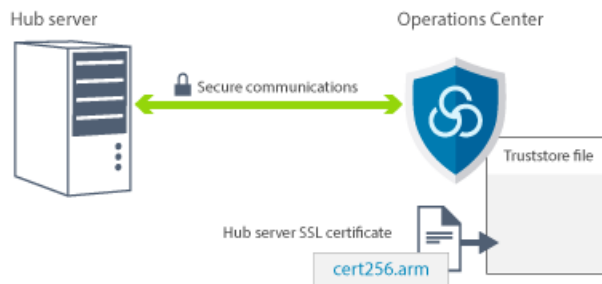 Hub server
Operations Center
Secure communications
Truststore file
Hub server SSL certificate
cert256.arm